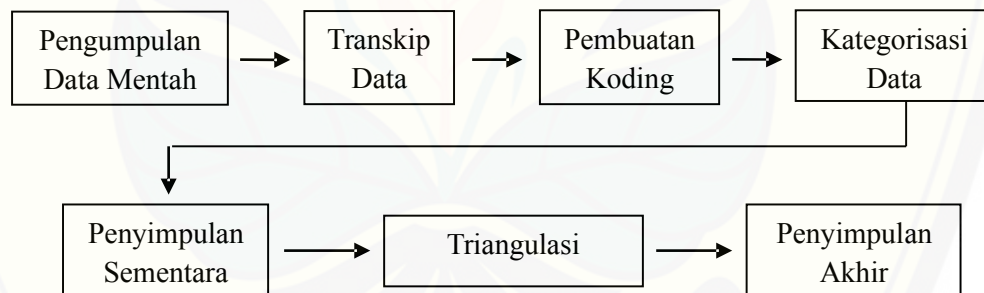 Pengumpulan
Data Mentah
Transkip
Data
Pembuatan
Koding
Kategorisasi
Data
Penyimpulan
Sementara
Triangulasi
Penyimpulan
Akhir